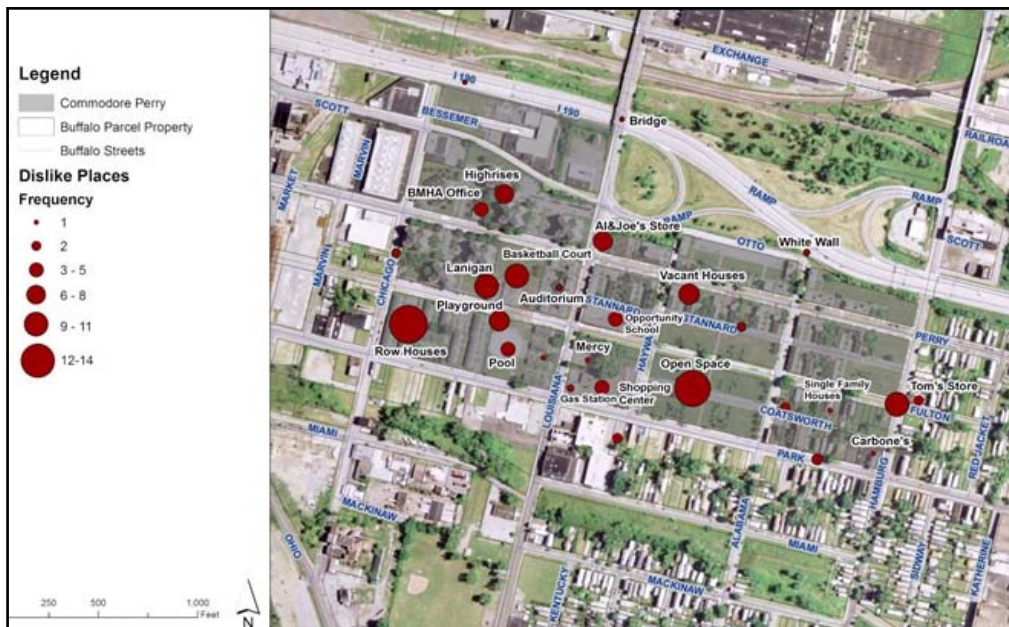 Legend
Commodore Perry
Buffalo Parcel Property
Buffalo Streets
Dislike Places
Frequency
1
2
3 - 5
6 - 8
9 - 11
12-14
250
500
1,000
Feet
N
EXCHANGE
I 190
I 190
SCOTT
BESSEMER
Bridge
RAILROA
MARVIN
MARKET
Highrises
BMHA Office
RAMP
RAMP
RAMP
SCOTT
Al&Joe's Store
OTTO
White Wall
MARVIN
CHICAGO
Basketball Court
Lanigan
Vacant Houses
Playground
Auditorium
STANNARD
Opportunity
School
STANNARD
PERRY
Row Houses
Pool
Mercy
HAYWA
Open Space
LOUISIANA
Gas Station
Shopping
Center
Single Family
Houses
Tom's Store
COATSWORTH
FULTON
MIAMI
PARK
Carbone's
HAMBURG
RED JACKET
MACKINAW
OHIO
ALABAMA
MIAMI
SIDWAY
KATHERINE
KENTUCKY
MACKINAW